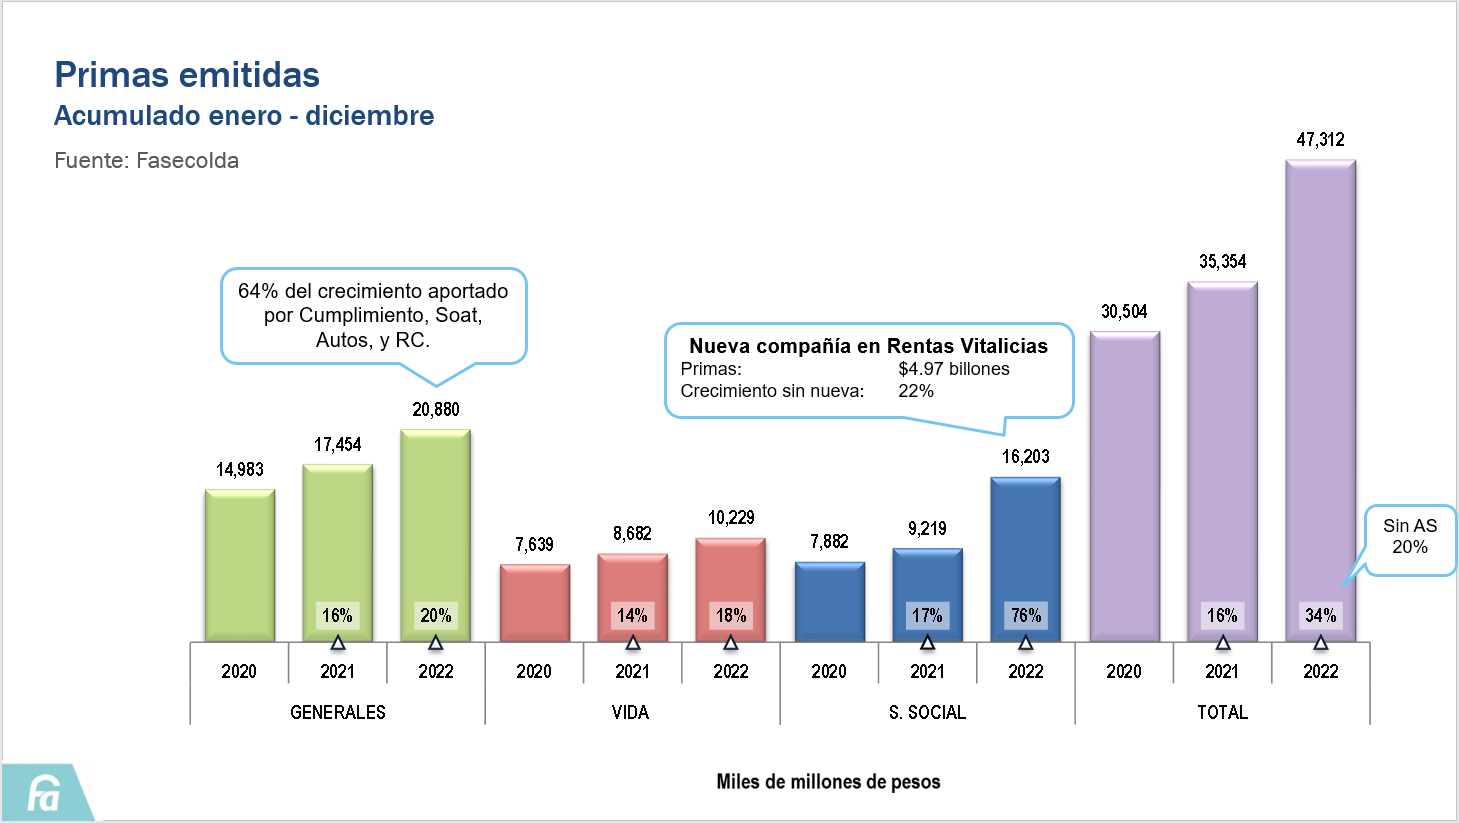 Primas emitidas
Acumulado enero - diciembre
Fuente: Fasecolda
64% del crecimiento aportado
por Cumplimiento, Soat,
Autos, y RC.
Nueva compañía en Rentas Vitalicias
Primas: $4.97 billones
Crecimiento sin nueva: 22%
Sin AS
20%
14,983 17,454 20,880 7,639 8,682 10,229 7,882 9,219 16,203 30,504 35,354 47,312
16% 20% 14% 18% 17% 76% 16% 34%
2020 2021 2022 2020 2021 2022 2020 2021 2022 2020 2021 2022
GENERALES VIDA S. SOCIAL TOTAL
Miles de millones de pesos
fa